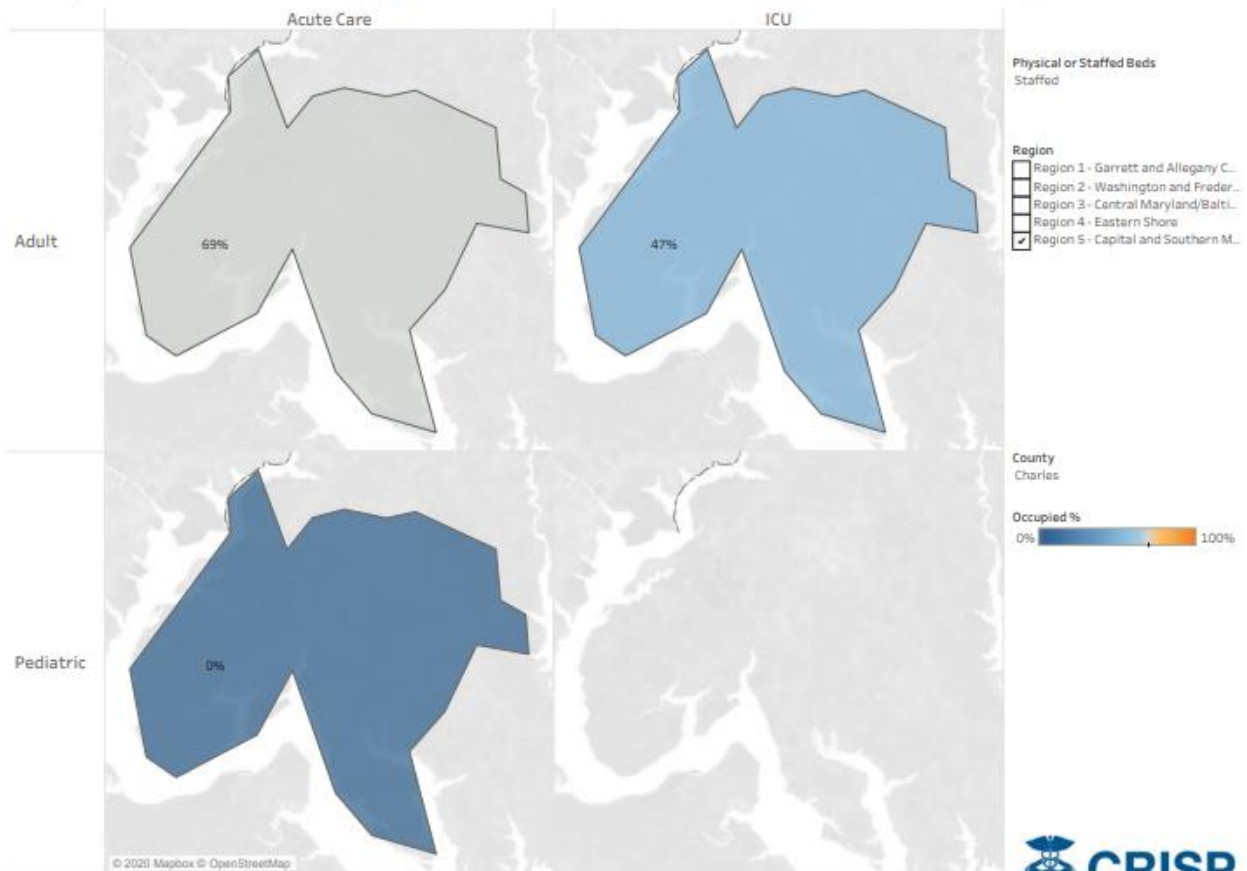 Acute Care
ICU
Physical or Staffed Beds
Staffed
Region
Region 1 - Garrett and Allegany C...
Region 2 - Washington and Freder...
Region 3 - Central Maryland/Balti...
Region 4 - Eastern Shore
✔ Region 5 - Capital and Southern M...
Adult
69%
47%
County
Charles
Occupied %
0% 100%
Pediatric
0%
© 2020 Mapbox © OpenStreetMap
CRISP